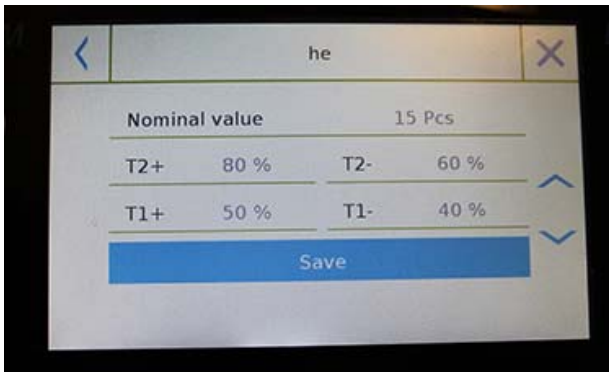 he
Nominal value 15 Pcs
T2+ 80 % T2- 60 %
T1+ 50 % T1- 40 %
Save